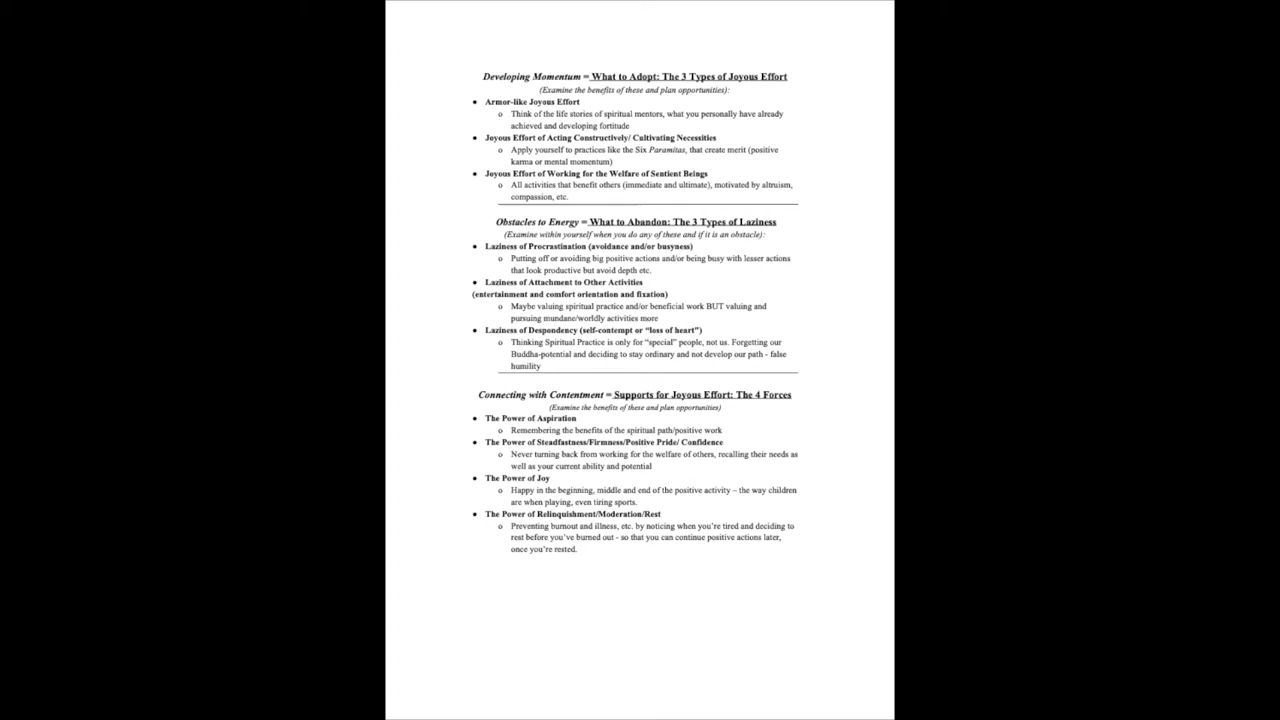 Developing Momentum = What to Adopt: The 3 Types of Joyous Effort
(Examine the benefits of these and plan opportunities):
● Armor-like Joyous Effort
o Think of the life stories of spiritual mentors, what you personally have already
achieved and developing fortitude
● Joyous Effort of Acting Constructively/ Cultivating Necessities
o Apply yourself to practices like the Six Paramitas, that create merit (positive
karma or mental momentum)
● Joyous Effort of Working for the Welfare of Sentient Beings
o All activities that benefit others (immediate and ultimate), motivated by altruism,
compassion, etc.
Obstacles to Energy = What to Abandon: The 3 Types of Laziness
(Examine within yourself when you do any of these and if it is an obstacle):
● Laziness of Procrastination (avoidance and/or busyness)
o Putting off or avoiding big positive actions and/or being busy with lesser actions
that look productive but avoid depth etc.
● Laziness of Attachment to Other Activities
(entertainment and comfort orientation and fixation)
o Maybe valuing spiritual practice and/or beneficial work BUT valuing and
pursuing mundane/worldly activities more
● Laziness of Despondency (self-contempt or “loss of heart”)
o Thinking Spiritual Practice is only for “special” people, not us. Forgetting our
Buddha-potential and deciding to stay ordinary and not develop our path - false
humility
Connecting with Contentment = Supports for Joyous Effort: The 4 Forces
(Examine the benefits of these and plan opportunities)
● The Power of Aspiration
o Remembering the benefits of the spiritual path/positive work
● The Power of Steadfastness/Firmness/Positive Pride/ Confidence
o Never turning back from working for the welfare of others, recalling their needs as
well as your current ability and potential
● The Power of Joy
o Happy in the beginning, middle and end of the positive activity – the way children
are when playing, even tiring sports.
● The Power of Relinquishment/Moderation/Rest
o Preventing burnout and illness, etc. by noticing when you’re tired and deciding to
rest before you’ve burned out - so that you can continue positive actions later,
once you’re rested.